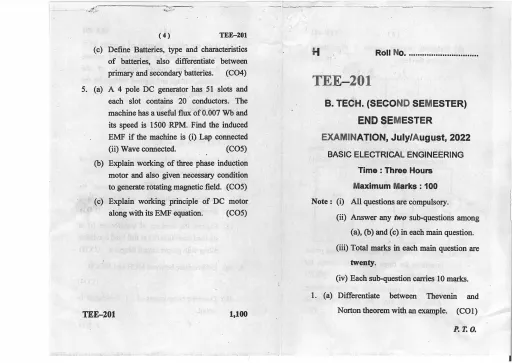 ( 4 ) TEE–201
(c) Define Batteries, type and characteristics
of batteries, also differentiate between
primary and secondary batteries. (CO4)
5. (a) A 4 pole DC generator has 51 slots and
each slot contains 20 conductors. The
machine has a useful flux of 0.007 Wb and
its speed is 1500 RPM. Find the induced
EMF if the machine is (i) Lap connected
(ii) Wave connected. (CO5)
(b) Explain working of three phase induction
motor and also given necessary condition
to generate rotating magnetic field. (CO5)
(c) Explain working principle of DC motor
along with its EMF equation. (CO5)
TEE–201 1,100
H Roll No. ................................
TEE–201
B. TECH. (SECOND SEMESTER)
END SEMESTER
EXAMINATION, July/August, 2022
BASIC ELECTRICAL ENGINEERING
Time : Three Hours
Maximum Marks : 100
Note : (i) All questions are compulsory.
(ii) Answer any two sub-questions among
(a), (b) and (c) in each main question.
(iii) Total marks in each main question are
twenty.
(iv) Each sub-question carries 10 marks.
1. (a) Differentiate between Thevenin and
Norton theorem with an example. (CO1)
P. T. O.